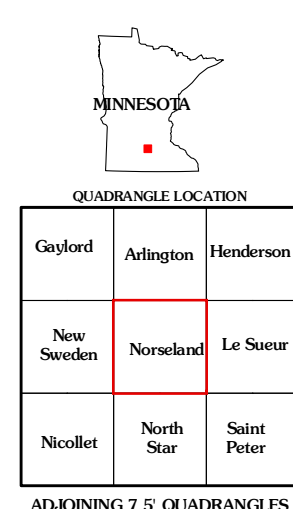 MINNESOTA
QUADRANGLE LOCATION
Gaylord
Arlington
Henderson
New
Sweden
Norseland
Le Sueur
Nicollet
North
Star
Saint
Peter
ADJOINING 7.5' QUADRANGLES